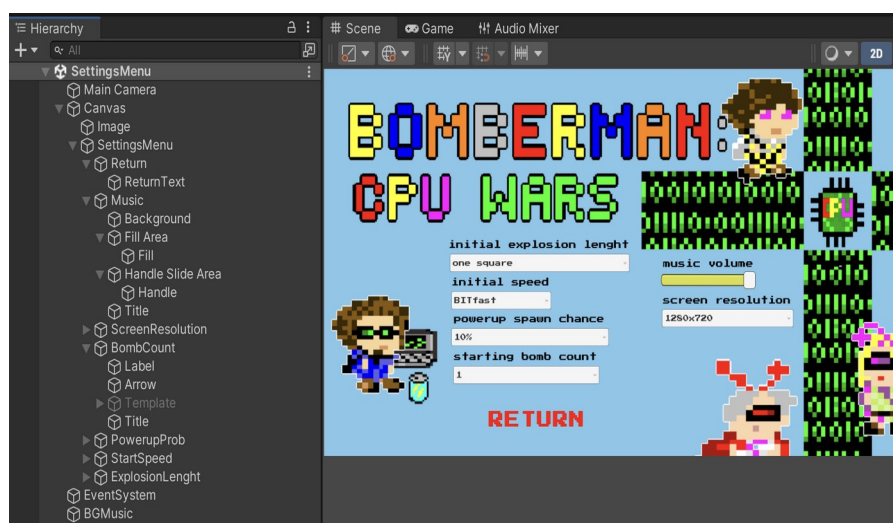 Hierarchy
All
SettingsMenu
Main Camera
Canvas
Image
SettingsMenu
Return
ReturnText
Music
Background
Fill Area
Fill
Handle Slide Area
Handle
Title
ScreenResolution
BombCount
Label
Arrow
Template
Title
PowerupProb
StartSpeed
ExplosionLenght
EventSystem
BGMusic
Scene
Game
Audio Mixer
2D
BOMBERMAN:
CPU WARS
CPU
initial explosion lenght
one square
initial speed
BITfast
powerup spawn chance
10%
starting bomb count
1
music volume
screen resolution
1280x720
RETURN